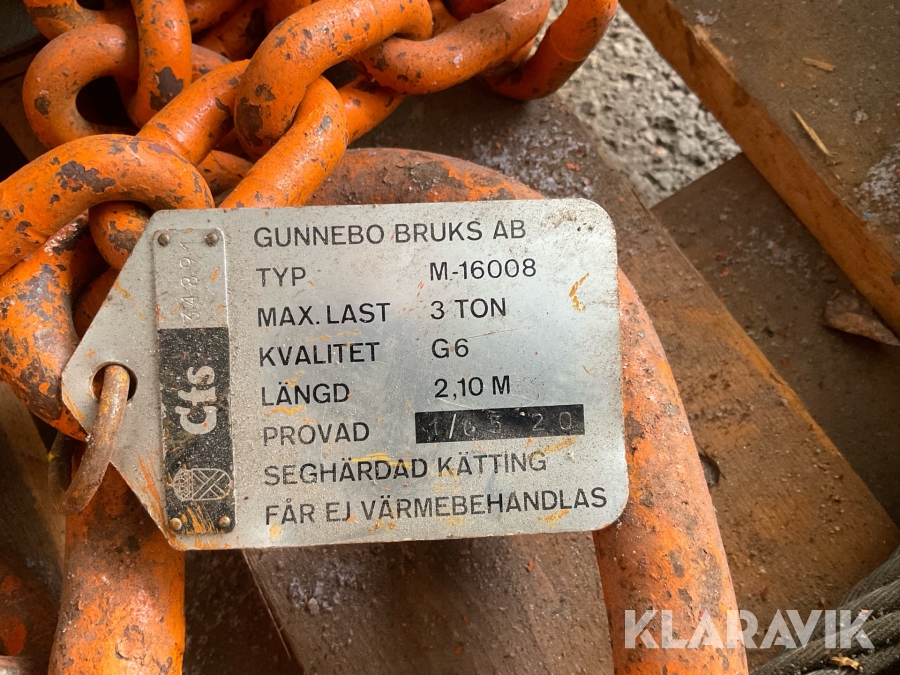 GUNNEBO BRUKS AB
TYP M-16008
MAX. LAST 3 TON
KVALITET G6
LÄNGD 2,10 M
PROVAD
SEGHÄRDAD KÄTTING
FÅR EJ VÄRMEBEHANDLAS
cfs
KLARAVIK